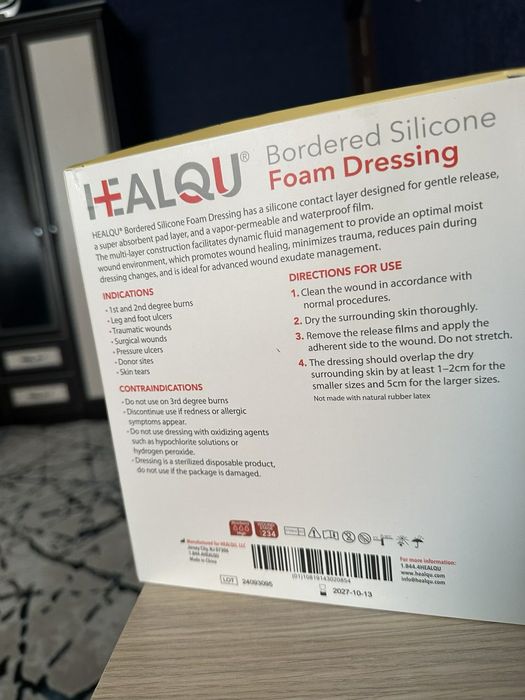 HEALQU® Bordered Silicone
Foam Dressing
HEALQU® Bordered Silicone Foam Dressing has a silicone contact layer designed for gentle release,
a super absorbent pad layer, and a vapor-permeable and waterproof film.
The multi-layer construction facilitates dynamic fluid management to provide an optimal moist
wound environment, which promotes wound healing, minimizes trauma, reduces pain during
dressing changes, and is ideal for advanced wound exudate management.
INDICATIONS
• 1st and 2nd degree burns
• Leg and foot ulcers
• Traumatic wounds
• Surgical wounds
• Pressure ulcers
• Donor sites
• Skin tears
CONTRAINDICATIONS
• Do not use on 3rd degree burns
• Discontinue use if redness or allergic
symptoms appear.
• Do not use dressing with oxidizing agents
such as hypochlorite solutions or
hydrogen peroxide.
• Dressing is a sterilized disposable product,
do not use if the package is damaged.
DIRECTIONS FOR USE
1. Clean the wound in accordance with
normal procedures.
2. Dry the surrounding skin thoroughly.
3. Remove the release films and apply the
adherent side to the wound. Do not stretch.
4. The dressing should overlap the dry
surrounding skin by at least 1–2cm for the
smaller sizes and 5cm for the larger sizes.
Not made with natural rubber latex
234
Manufactured for HEALQU, LLC
Jersey City, NJ 07306
1.844.4HEALQU
Made in China
LOT 24093095
(01)10819143020854
2027-10-13
For more information:
1.844.4HEALQU
www.healqu.com
info@healqu.com